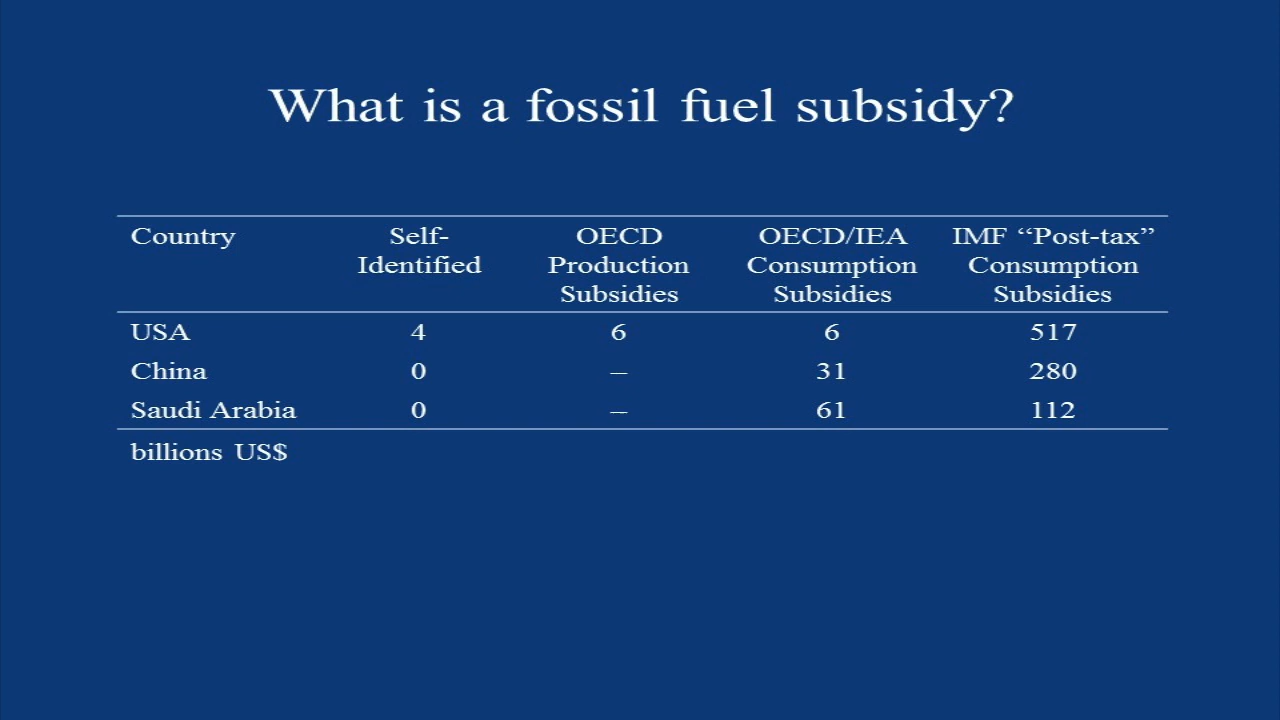 What is a fossil fuel subsidy?
Country Self-Identified OECD Production Subsidies OECD/IEA Consumption Subsidies IMF “Post-tax” Consumption Subsidies
USA 4 6 6 517
China 0 – 31 280
Saudi Arabia 0 – 61 112
billions US$